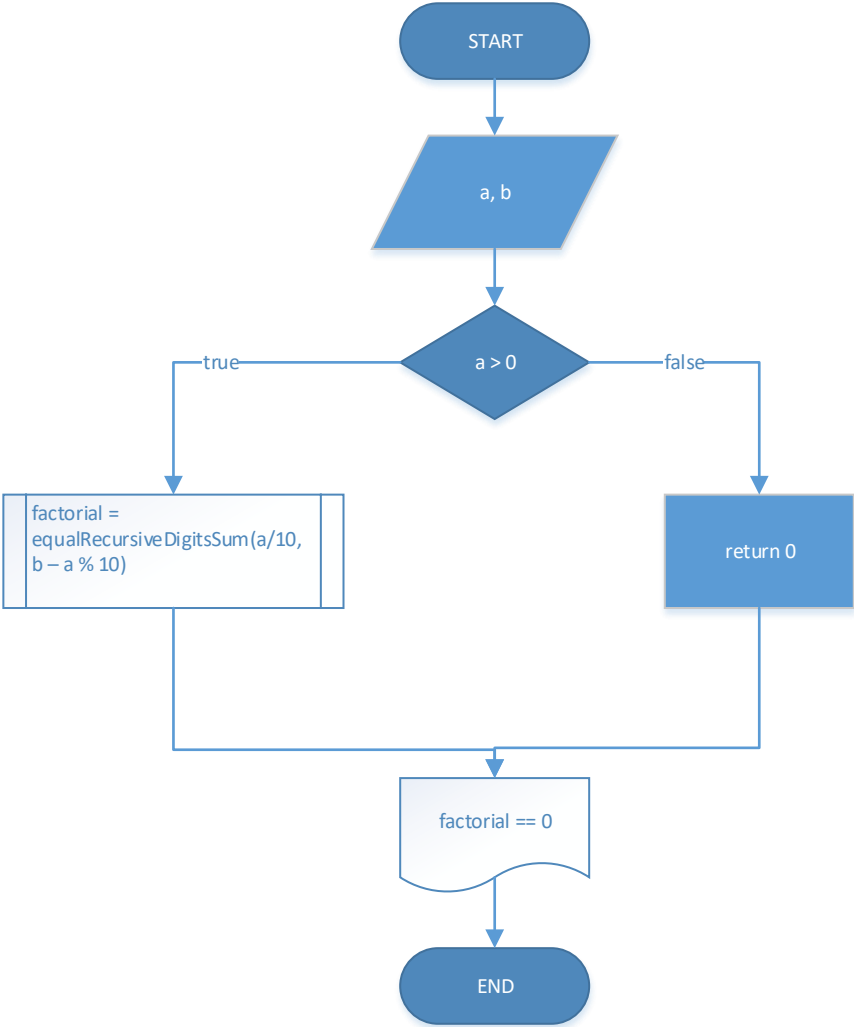 START
a, b
a > 0
true
false
factorial =
equalRecursiveDigitsSum(a/10,
b – a % 10)
return 0
factorial == 0
END